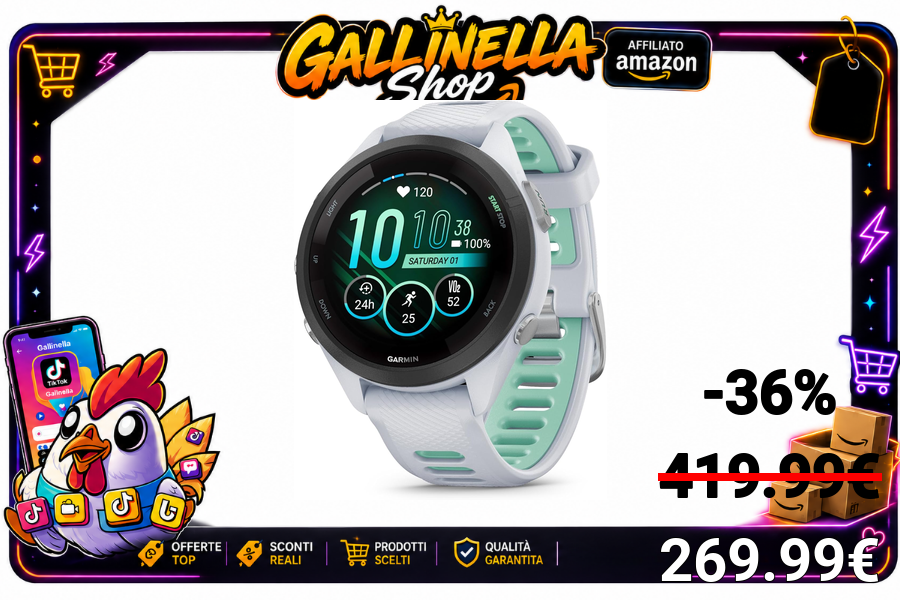 GALLINELLA
Shop
AFFILIATO
amazon
LIGHT
START STOP
UP
DOWN
BACK
120
10 10 38
100%
SATURDAY 01
24h
25
VO₂
52
GARMIN
Gallinella
TikTok
Gallinella
-36%
419.99€
269.99€
OFFERTE
TOP
SCONTI
REALI
PRODOTTI
SCELTI
QUALITÀ
GARANTITA